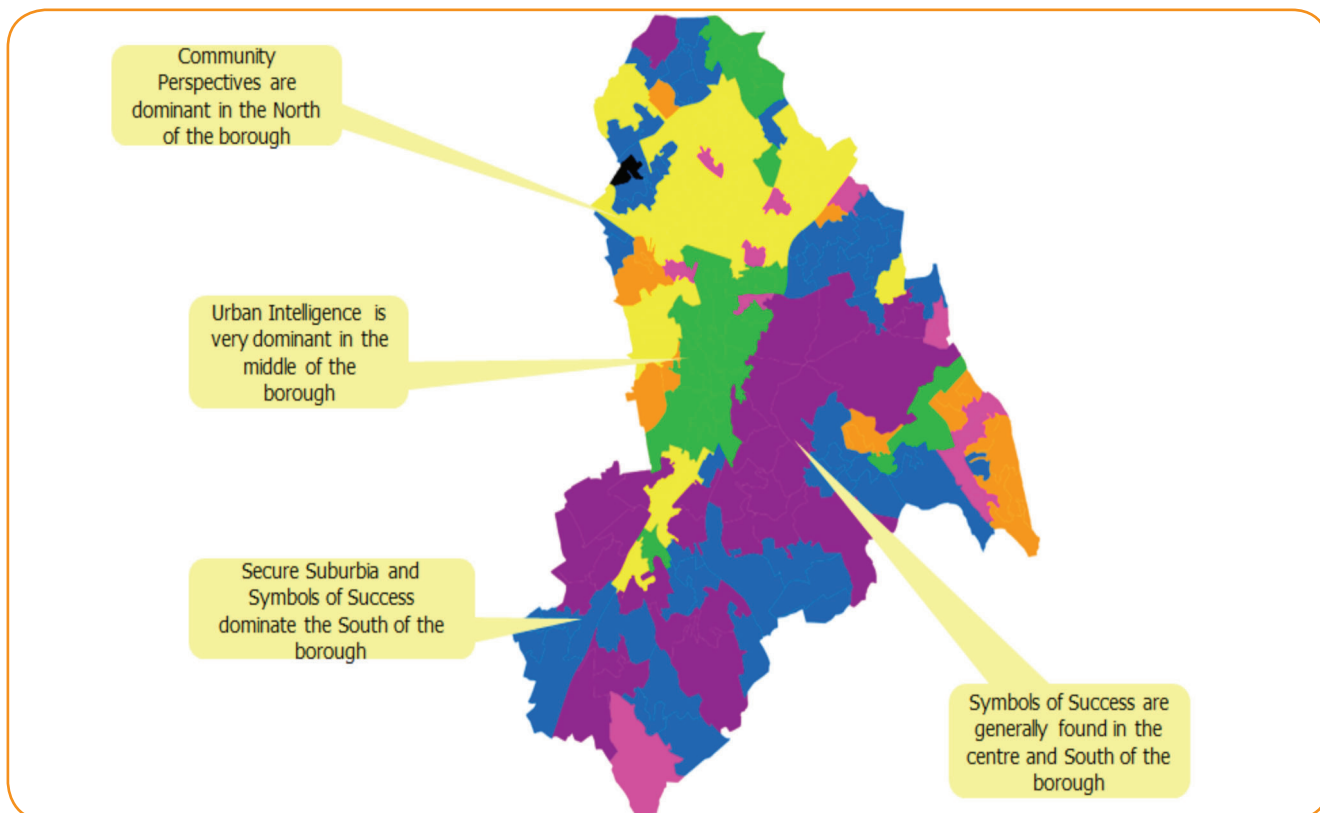 Community
Perspectives are
dominant in the North
of the borough
Urban Intelligence is
very dominant in the
middle of the
borough
Secure Suburbia and
Symbols of Success
dominate the South of the
borough
Symbols of Success are
generally found in the
centre and South of the
borough